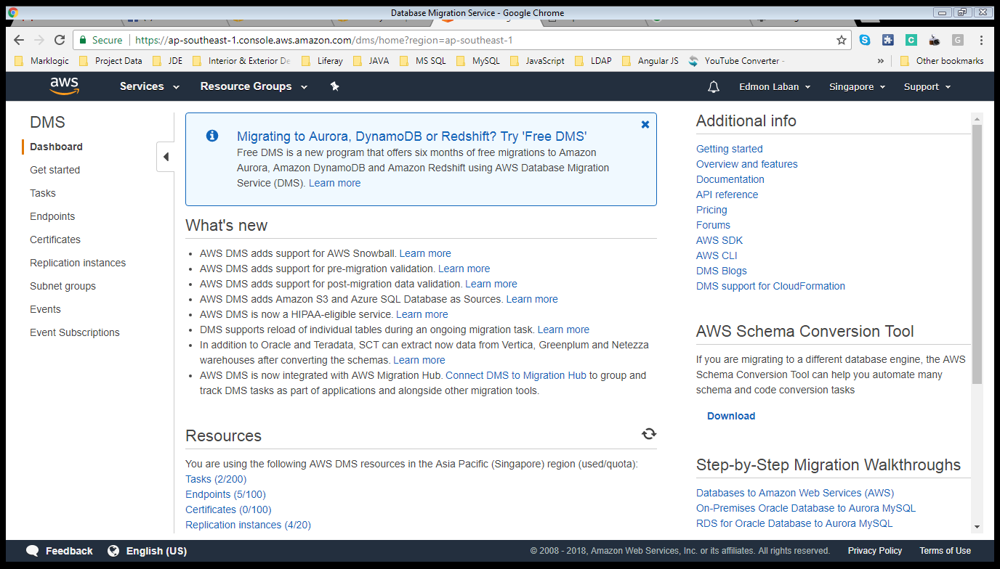 Database Migration Service - Google Chrome
Secure
https://ap-southeast-1.console.aws.amazon.com/dms/home?region=ap-southeast-1
Marklogic Project Data JDE Interior & Exterior De Liferay JAVA MS SQL MySQL JavaScript LDAP Angular JS YouTube Converter - » Other bookmarks
aws Services Resource Groups Edmon Laban Singapore Support
DMS
Dashboard
Get started
Tasks
Endpoints
Certificates
Replication instances
Subnet groups
Events
Event Subscriptions
Migrating to Aurora, DynamoDB or Redshift? Try 'Free DMS'
Free DMS is a new program that offers six months of free migrations to Amazon
Aurora, Amazon DynamoDB and Amazon Redshift using AWS Database Migration
Service (DMS). Learn more
What's new
• AWS DMS adds support for AWS Snowball. Learn more
• AWS DMS adds support for pre-migration validation. Learn more
• AWS DMS adds support for post-migration data validation. Learn more
• AWS DMS adds Amazon S3 and Azure SQL Database as Sources. Learn more
• AWS DMS is now a HIPAA-eligible service. Learn more
• DMS supports reload of individual tables during an ongoing migration task. Learn more
• In addition to Oracle and Teradata, SCT can extract now data from Vertica, Greenplum and Netezza
warehouses after converting the schemas. Learn more
• AWS DMS is now integrated with AWS Migration Hub. Connect DMS to Migration Hub to group and
track DMS tasks as part of applications and alongside other migration tools.
Resources
You are using the following AWS DMS resources in the Asia Pacific (Singapore) region (used/quota):
Tasks (2/200)
Endpoints (5/100)
Certificates (0/100)
Replication instances (4/20)
Additional info
Getting started
Overview and features
Documentation
API reference
Pricing
Forums
AWS SDK
AWS CLI
DMS Blogs
DMS support for CloudFormation
AWS Schema Conversion Tool
If you are migrating to a different database engine, the AWS
Schema Conversion Tool can help you automate many
schema and code conversion tasks
Download
Step-by-Step Migration Walkthroughs
Databases to Amazon Web Services (AWS)
On-Premises Oracle Database to Aurora MySQL
RDS for Oracle Database to Aurora MySQL
Feedback English (US) © 2008 - 2018, Amazon Web Services, Inc. or its affiliates. All rights reserved. Privacy Policy Terms of Use